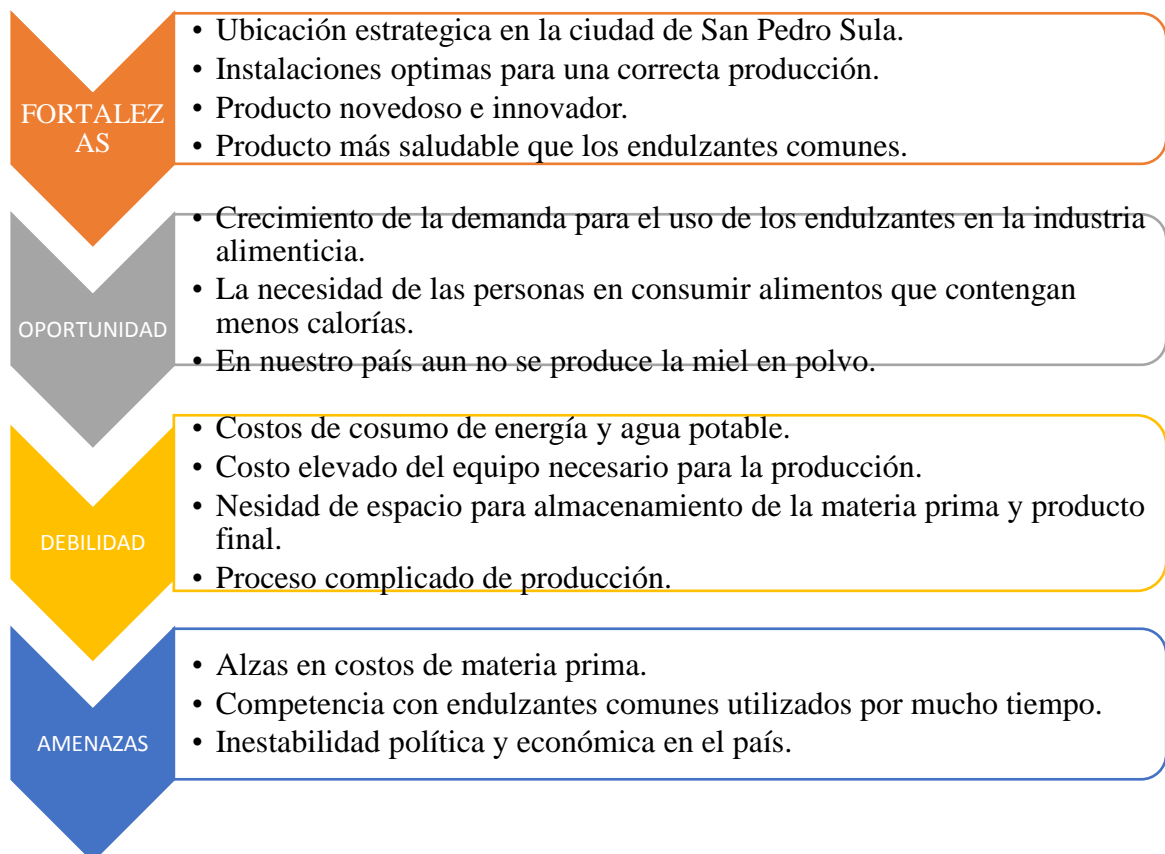 FORTALEZ
AS
• Ubicación estrategica en la ciudad de San Pedro Sula.
• Instalaciones optimas para una correcta producción.
• Producto novedoso e innovador.
• Producto más saludable que los endulzantes comunes.
OPORTUNIDAD
• Crecimiento de la demanda para el uso de los endulzantes en la industria
alimenticia.
• La necesidad de las personas en consumir alimentos que contengan
menos calorías.
• En nuestro país aun no se produce la miel en polvo.
DEBILIDAD
• Costos de cosumo de energía y agua potable.
• Costo elevado del equipo necesario para la producción.
• Nesidad de espacio para almacenamiento de la materia prima y producto
final.
• Proceso complicado de producción.
AMENAZAS
• Alzas en costos de materia prima.
• Competencia con endulzantes comunes utilizados por mucho tiempo.
• Inestabilidad política y económica en el país.